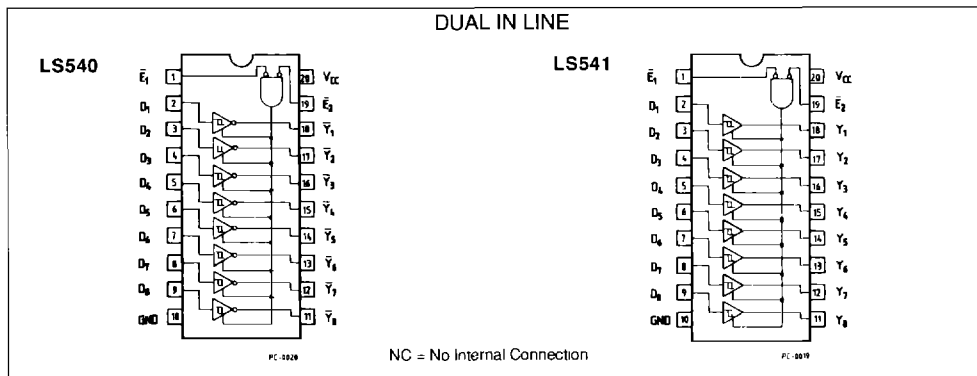 DUAL IN LINE
LS540
Ē1 1 20 VCC
D1 2 19 Ē2
D2 3 18 Ȳ1
D3 4 17 Ȳ2
D4 5 16 Ȳ3
D5 6 15 Ȳ4
D6 7 14 Ȳ5
D7 8 13 Ȳ6
D8 9 12 Ȳ7
GND 10 11 Ȳ8
PC-0020
LS541
Ē1 1 20 VCC
D1 2 19 Ē2
D2 3 18 Y1
D3 4 17 Y2
D4 5 16 Y3
D5 6 15 Y4
D6 7 14 Y5
D7 8 13 Y6
D8 9 12 Y7
GND 10 11 Y8
PC-0019
NC = No Internal Connection